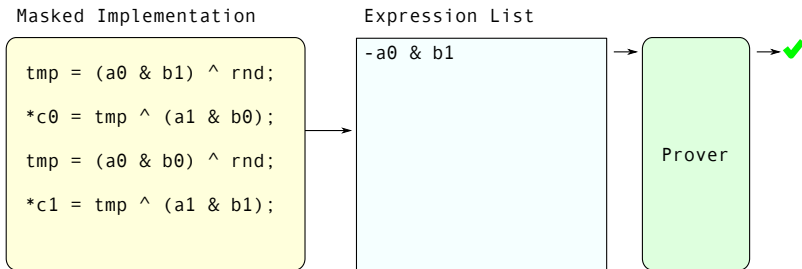 Masked Implementation
tmp = (a0 & b1) ^ rnd;
*c0 = tmp ^ (a1 & b0);
tmp = (a0 & b0) ^ rnd;
*c1 = tmp ^ (a1 & b1);
Expression List
-a0 & b1
Prover